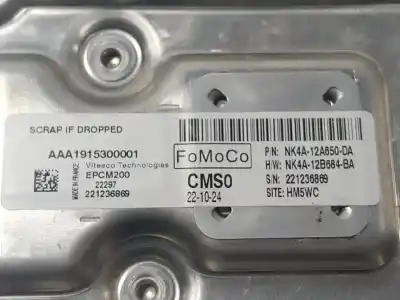 SCRAP IF DROPPED
AAA1915300001
Vitesco Technologies
EPCM200
22297
221236869
MADE IN FRANCE
FoMoCo
CMS0
22-10-24
P/N: NK4A-12A650-DA
H/W: NK4A-12B684-BA
S/N: 221236869
SITE: HM5WC